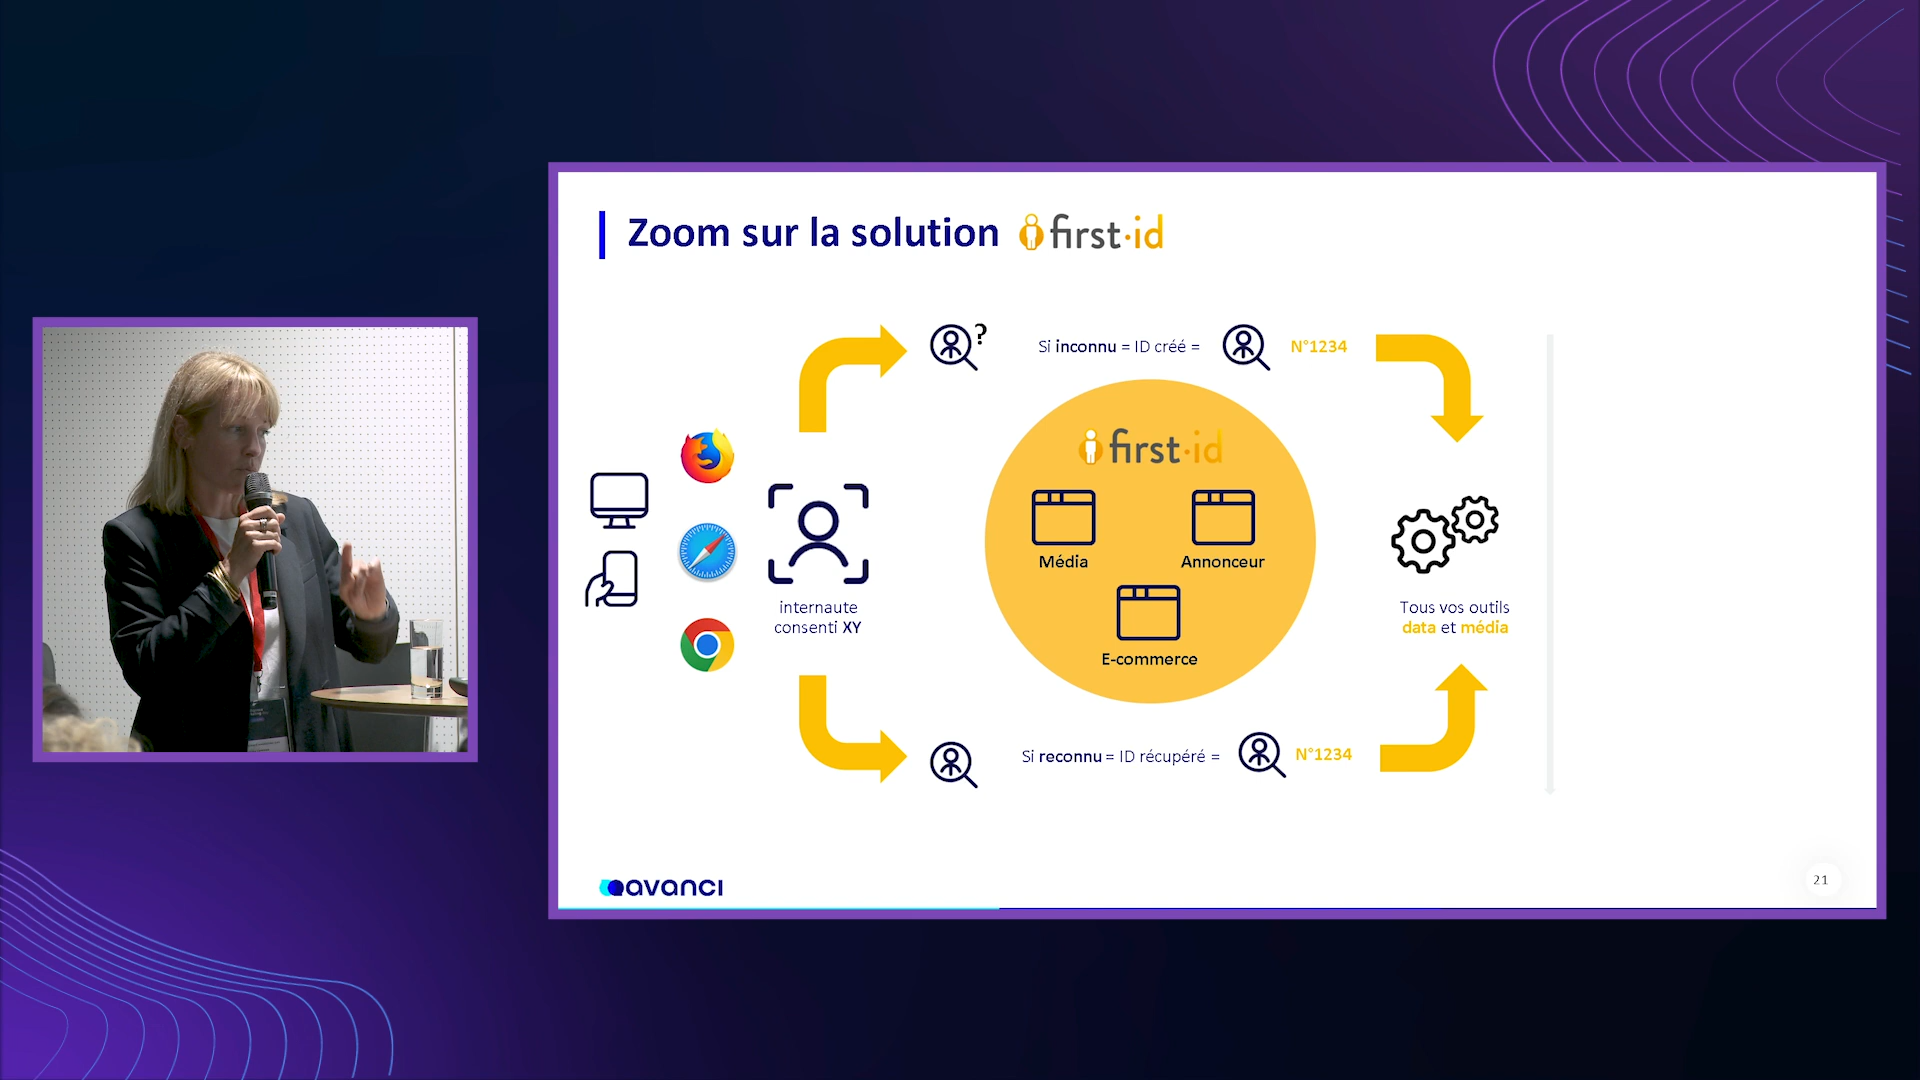 Zoom sur la solution first·id
?
Si inconnu = ID créé = N°1234
first·id
Média
Annonceur
E-commerce
internaute
consenti XY
Tous vos outils
data et média
Si reconnu = ID récupéré = N°1234
avanci
21